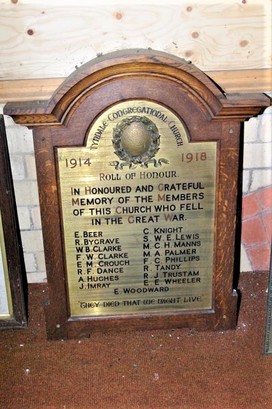 TYNDALE CONGREGATIONAL CHURCH
1914 1918
ROLL OF HONOUR.
IN HONOURED AND GRATEFUL
MEMORY OF THE MEMBERS
OF THIS CHURCH WHO FELL
IN THE GREAT WAR.
E. BEER
R. BYGRAVE
W. B. CLARKE
F. W. CLARKE
E. M. CROUCH
R. F. DANCE
A. HUGHES
J. IMRAY
C. KNIGHT
S. W. E. LEWIS
M. C. H. MANNS
M. A. PALMER
F. C. PHILLIPS
R. TANDY
R. J. TRUSTAM
E. E. WHEELER
E. WOODWARD
"THEY DIED THAT WE MIGHT LIVE"